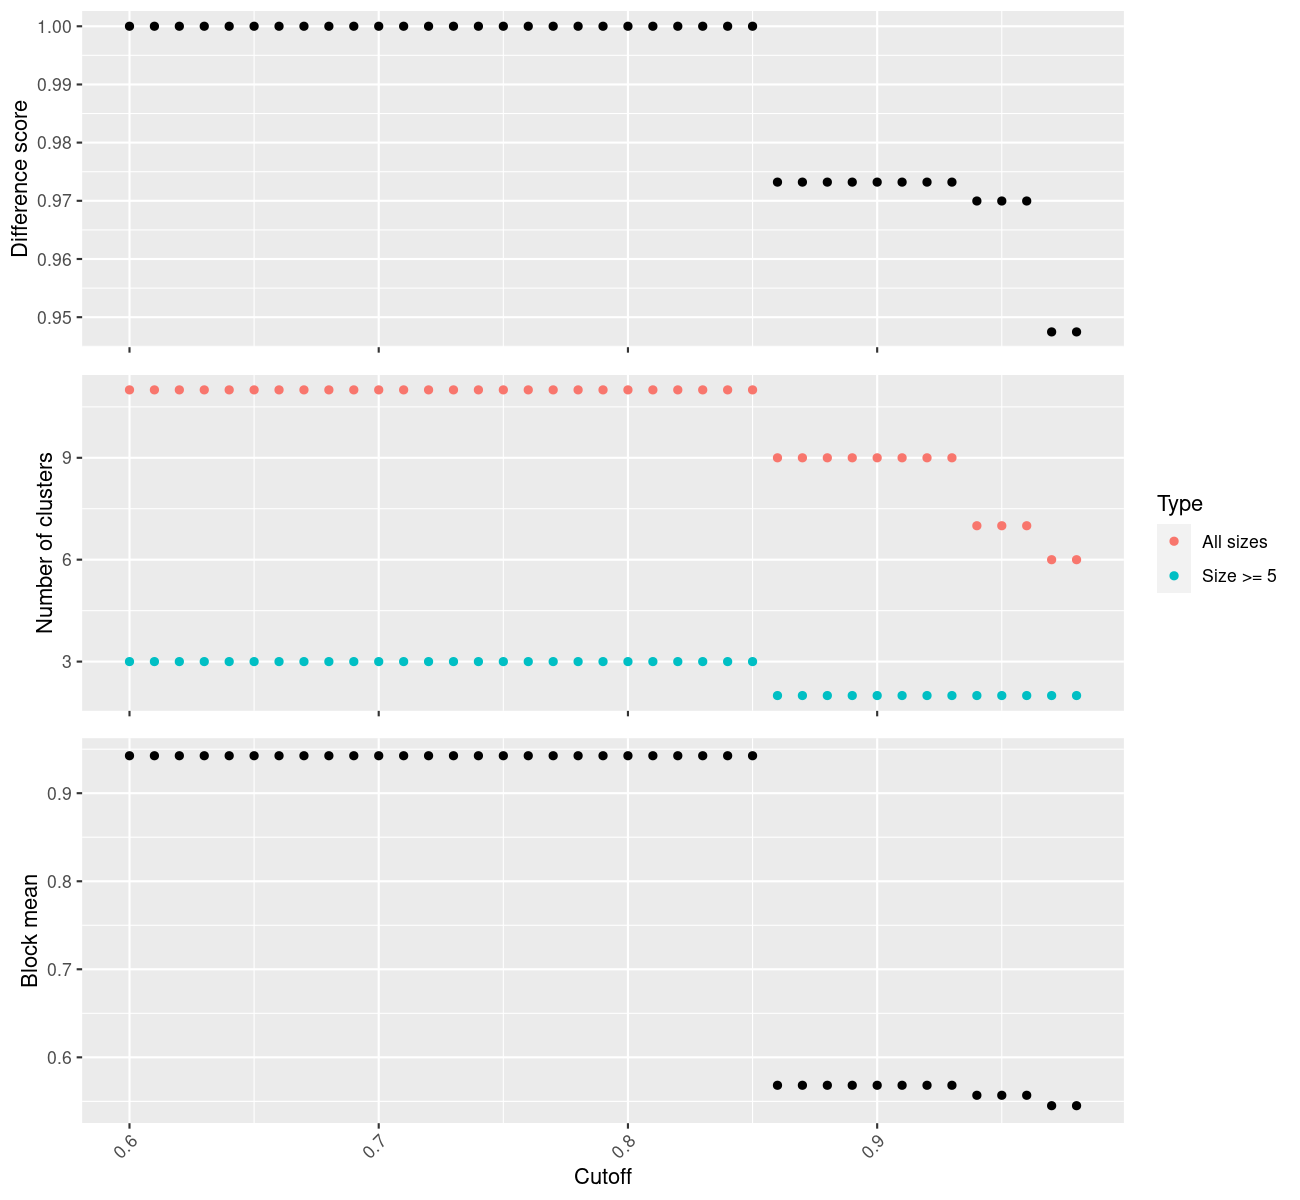 Difference score
1.00
0.99
0.98
0.97
0.96
0.95
Number of clusters
9
6
3
Type
All sizes
Size >= 5
Block mean
0.9
0.8
0.7
0.6
0.6
0.7
0.8
0.9
Cutoff